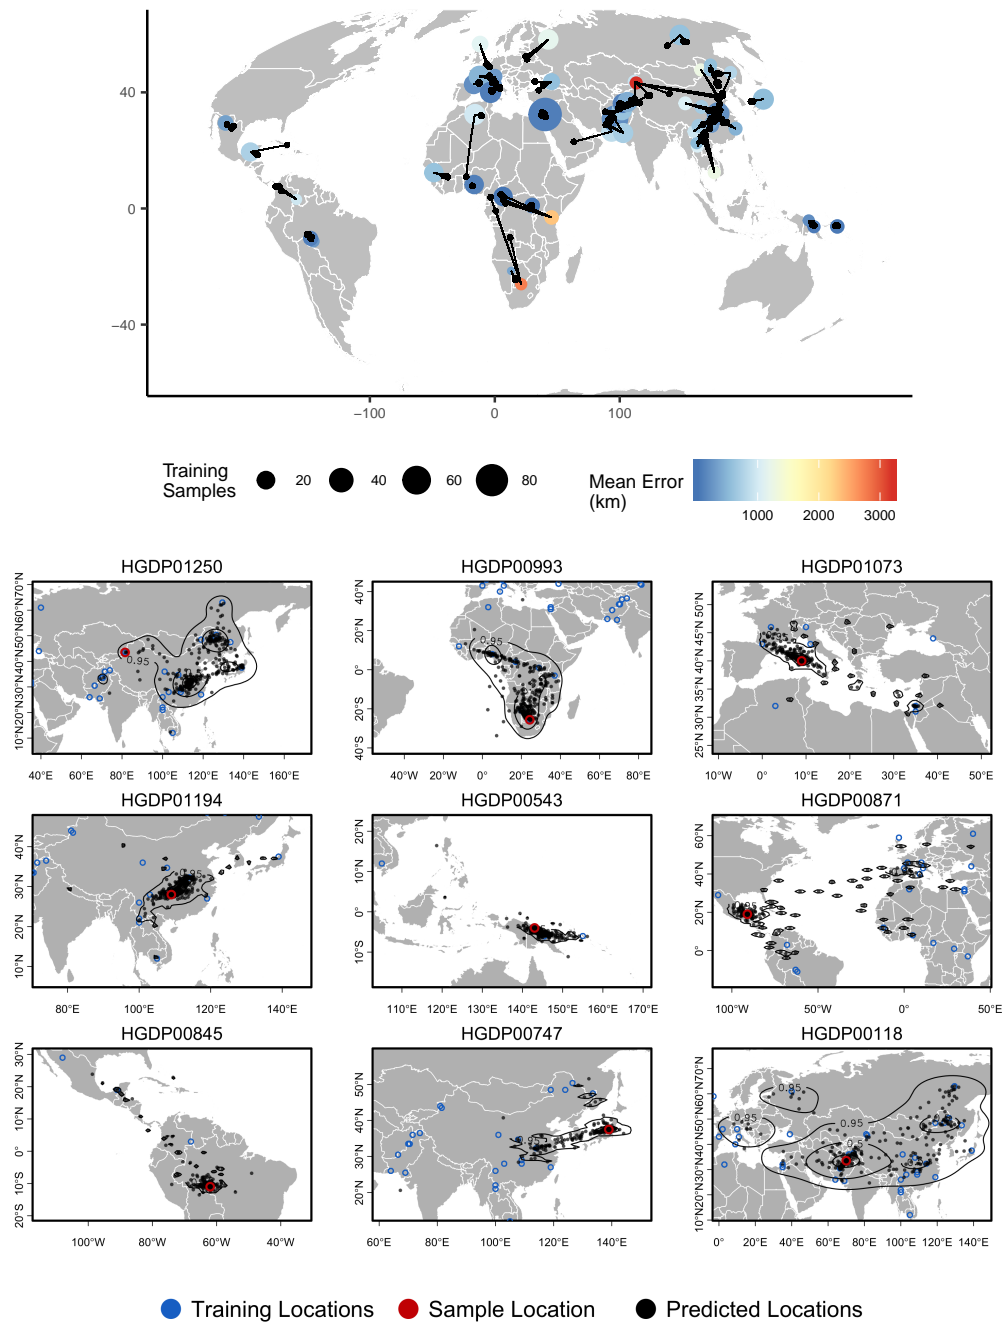 40
0
−40
−100
0
100
Training
Samples
20
40
60
80
Mean Error
(km)
1000
2000
3000
HGDP01250
HGDP00993
HGDP01073
10°N
20°N
30°N
40°N
50°N
60°N
70°N
0.95
40°E
60°E
80°E
100°E
120°E
140°E
160°E
40°S
20°S
0°
20°N
40°N
0.95
40°W
20°W
0°
20°E
40°E
60°E
80°E
25°N
30°N
35°N
40°N
45°N
50°N
10°W
0°
10°E
20°E
30°E
40°E
50°E
HGDP01194
HGDP00543
HGDP00871
10°N
20°N
30°N
40°N
80°E
100°E
120°E
140°E
10°S
0°
10°N
20°N
110°E
120°E
130°E
140°E
150°E
160°E
170°E
0°
20°N
40°N
60°N
100°W
50°W
0°
50°E
HGDP00845
HGDP00747
HGDP00118
20°S
10°S
0°
10°N
20°N
30°N
100°W
80°W
60°W
40°W
20°N
30°N
40°N
50°N
60°E
80°E
100°E
120°E
140°E
10°N
20°N
30°N
40°N
50°N
60°N
70°N
0.95
0.95
0.95
0.5
0°
20°E
40°E
60°E
80°E
100°E
120°E
140°E
Training Locations
Sample Location
Predicted Locations